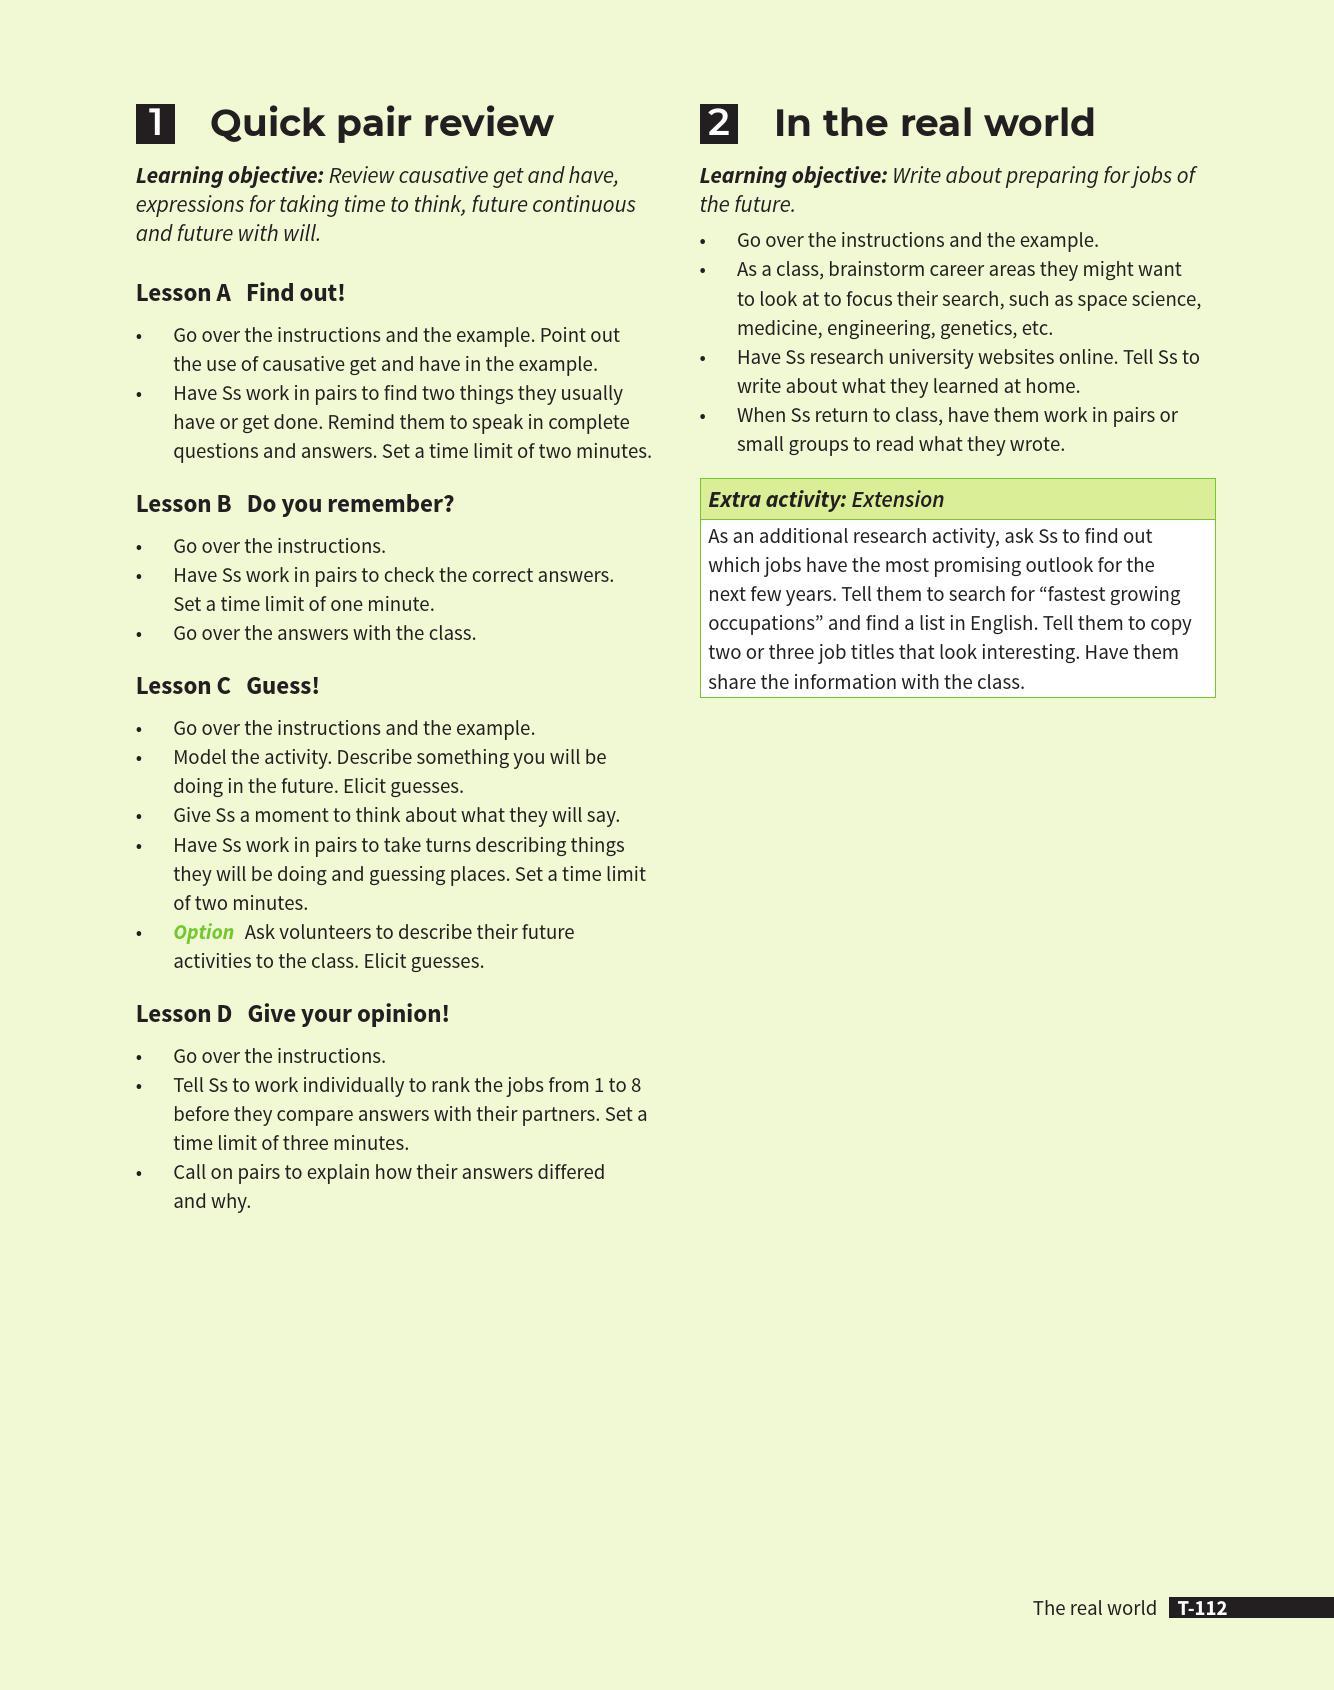 1 Quick pair review
Learning objective: Review causative get and have,
expressions for taking time to think, future continuous
and future with will.
Lesson A Find out!
• Go over the instructions and the example. Point out
the use of causative get and have in the example.
• Have Ss work in pairs to find two things they usually
have or get done. Remind them to speak in complete
questions and answers. Set a time limit of two minutes.
Lesson B Do you remember?
• Go over the instructions.
• Have Ss work in pairs to check the correct answers.
Set a time limit of one minute.
• Go over the answers with the class.
Lesson C Guess!
• Go over the instructions and the example.
• Model the activity. Describe something you will be
doing in the future. Elicit guesses.
• Give Ss a moment to think about what they will say.
• Have Ss work in pairs to take turns describing things
they will be doing and guessing places. Set a time limit
of two minutes.
• Option Ask volunteers to describe their future
activities to the class. Elicit guesses.
Lesson D Give your opinion!
• Go over the instructions.
• Tell Ss to work individually to rank the jobs from 1 to 8
before they compare answers with their partners. Set a
time limit of three minutes.
• Call on pairs to explain how their answers differed
and why.
2 In the real world
Learning objective: Write about preparing for jobs of
the future.
• Go over the instructions and the example.
• As a class, brainstorm career areas they might want
to look at to focus their search, such as space science,
medicine, engineering, genetics, etc.
• Have Ss research university websites online. Tell Ss to
write about what they learned at home.
• When Ss return to class, have them work in pairs or
small groups to read what they wrote.
Extra activity: Extension
As an additional research activity, ask Ss to find out
which jobs have the most promising outlook for the
next few years. Tell them to search for “fastest growing
occupations” and find a list in English. Tell them to copy
two or three job titles that look interesting. Have them
share the information with the class.
The real world T-112